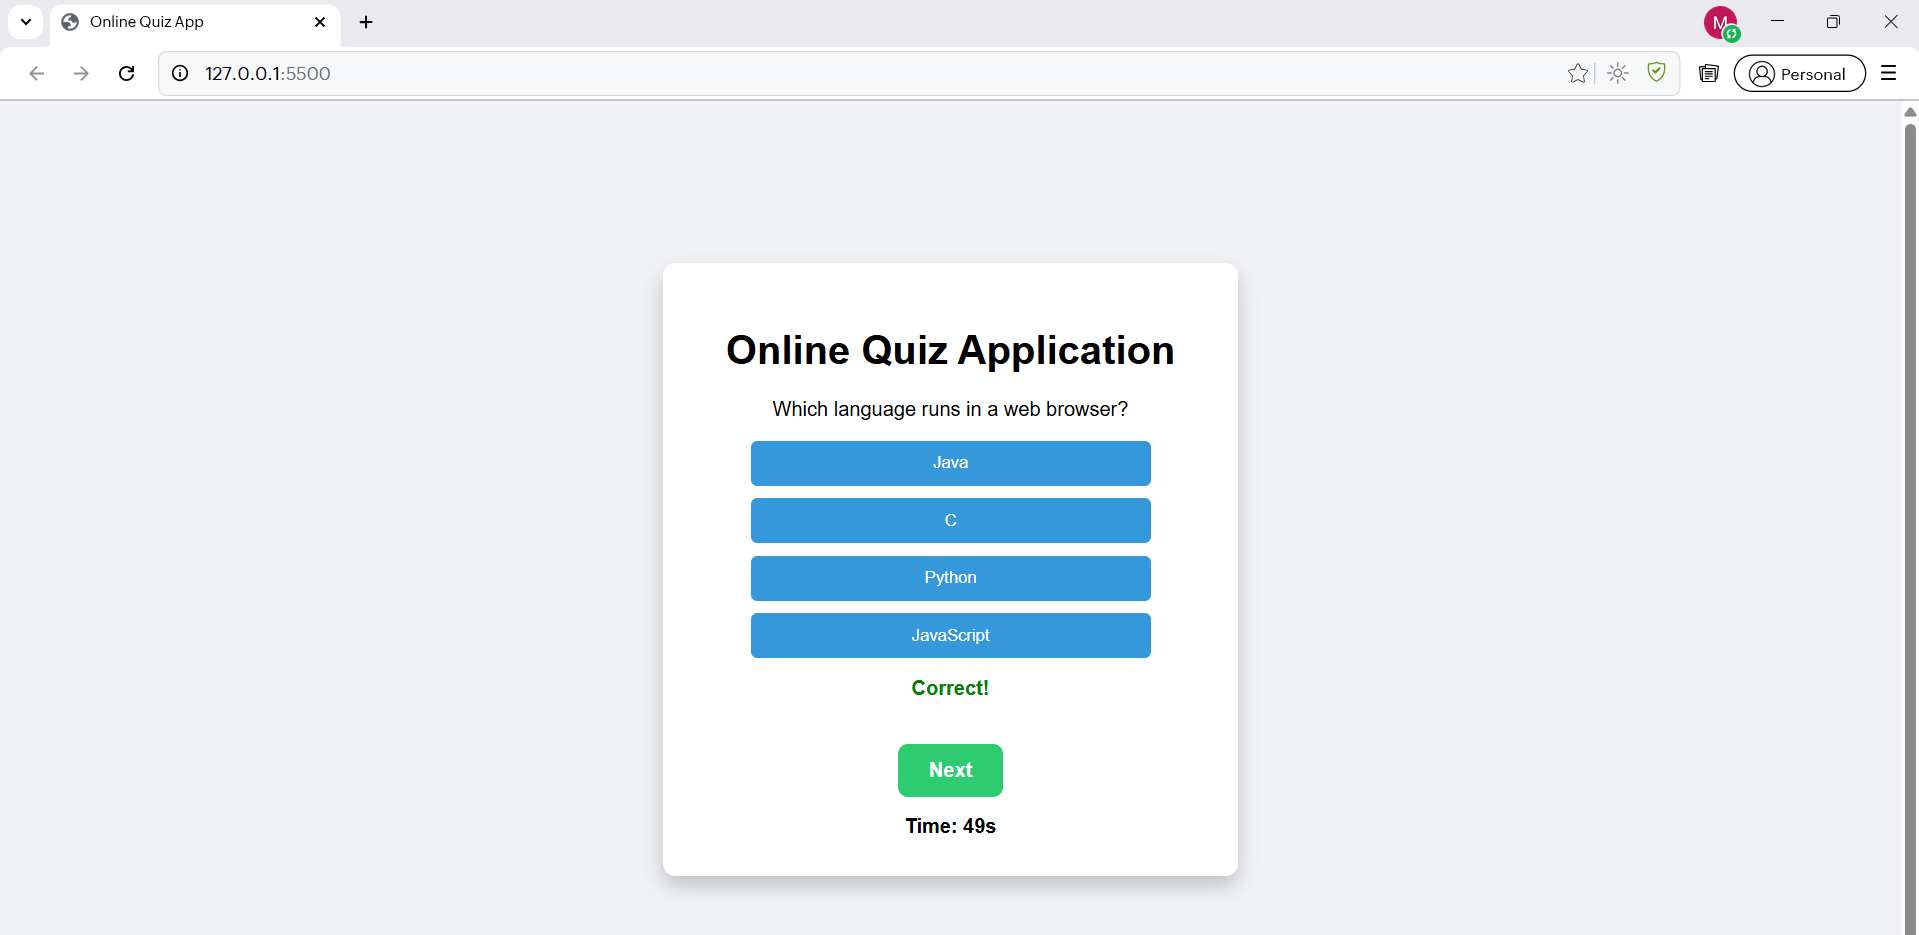 Online Quiz App
M
127.0.0.1:5500
Personal
Online Quiz Application
Which language runs in a web browser?
Java
C
Python
JavaScript
Correct!
Next
Time: 49s